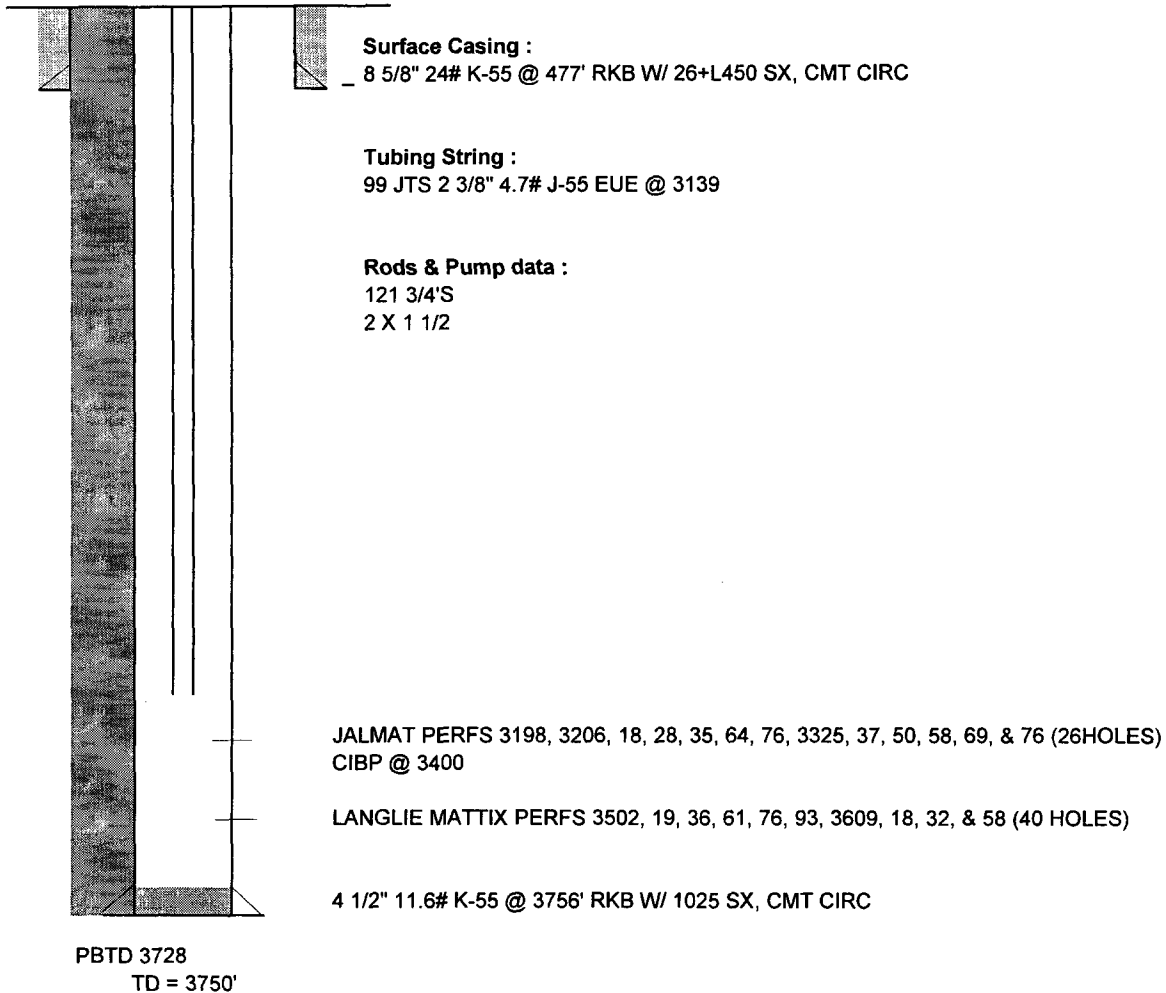 Surface Casing :
_ 8 5/8" 24# K-55 @ 477' RKB W/ 26+L450 SX, CMT CIRC
Tubing String :
99 JTS 2 3/8" 4.7# J-55 EUE @ 3139
Rods & Pump data :
121 3/4'S
2 X 1 1/2
JALMAT PERFS 3198, 3206, 18, 28, 35, 64, 76, 3325, 37, 50, 58, 69, & 76 (26HOLES)
CIBP @ 3400
LANGLIE MATTIX PERFS 3502, 19, 36, 61, 76, 93, 3609, 18, 32, & 58 (40 HOLES)
4 1/2" 11.6# K-55 @ 3756' RKB W/ 1025 SX, CMT CIRC
PBTD 3728
TD = 3750'